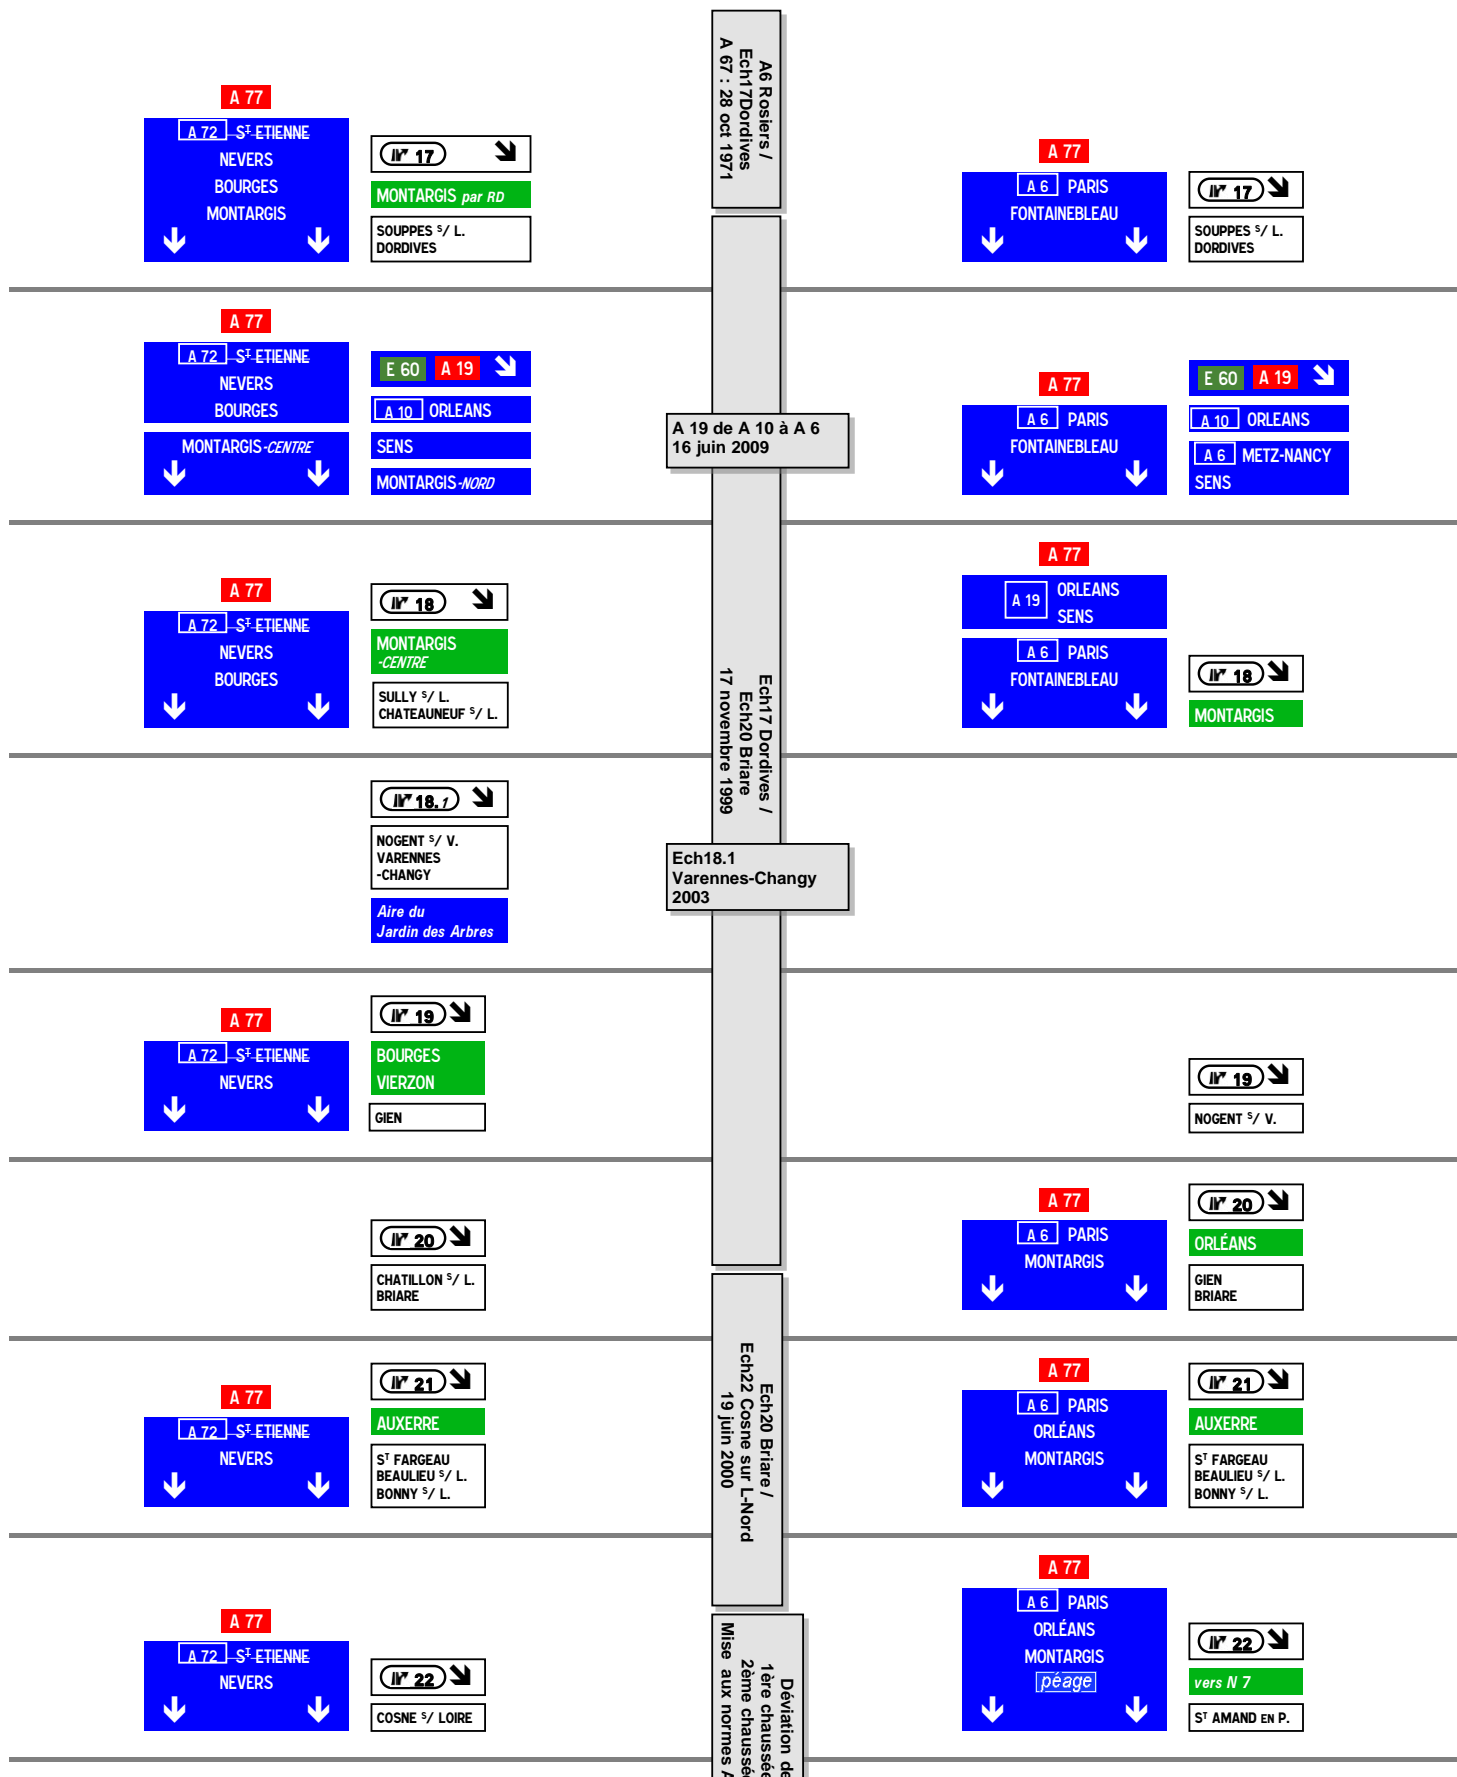 A6 Rosiers /
Ech17Dordives
A 67 : 28 oct 1971
A 77
A 72 Sᵀ ETIENNE
NEVERS
BOURGES
MONTARGIS
17
MONTARGIS par RD
SOUPPES ˢ/ L.
DORDIVES
A 77
A 6 PARIS
FONTAINEBLEAU
17
SOUPPES ˢ/ L.
DORDIVES
A 77
A 72 Sᵀ ETIENNE
NEVERS
BOURGES
MONTARGIS-CENTRE
E 60 A 19
A 10 ORLEANS
SENS
MONTARGIS-NORD
A 19 de A 10 à A 6
16 juin 2009
A 77
A 6 PARIS
FONTAINEBLEAU
E 60 A 19
A 10 ORLEANS
A 6 METZ-NANCY
SENS
A 77
A 72 Sᵀ ETIENNE
NEVERS
BOURGES
18
MONTARGIS
-CENTRE
SULLY ˢ/ L.
CHATEAUNEUF ˢ/ L.
Ech17 Dordives /
Ech20 Briare
17 novembre 1999
A 77
A 19 ORLEANS
SENS
A 6 PARIS
FONTAINEBLEAU
18
MONTARGIS
18.1
NOGENT ˢ/ V.
VARENNES
-CHANGY
Aire du
Jardin des Arbres
Ech18.1
Varennes-Changy
2003
A 77
A 72 Sᵀ ETIENNE
NEVERS
19
BOURGES
VIERZON
GIEN
19
NOGENT ˢ/ V.
20
CHATILLON ˢ/ L.
BRIARE
A 77
A 6 PARIS
MONTARGIS
20
ORLÉANS
GIEN
BRIARE
A 77
A 72 Sᵀ ETIENNE
NEVERS
21
AUXERRE
Sᵀ FARGEAU
BEAULIEU ˢ/ L.
BONNY ˢ/ L.
Ech20 Briare /
Ech22 Cosne sur L-Nord
19 juin 2000
A 77
A 6 PARIS
ORLÉANS
MONTARGIS
21
AUXERRE
Sᵀ FARGEAU
BEAULIEU ˢ/ L.
BONNY ˢ/ L.
A 77
A 72 Sᵀ ETIENNE
NEVERS
22
COSNE ˢ/ LOIRE
Déviation de
1ère chaussée
2ème chaussé
Mise aux normes A
A 77
A 6 PARIS
ORLÉANS
MONTARGIS
péage
22
vers N 7
Sᵀ AMAND EN P.